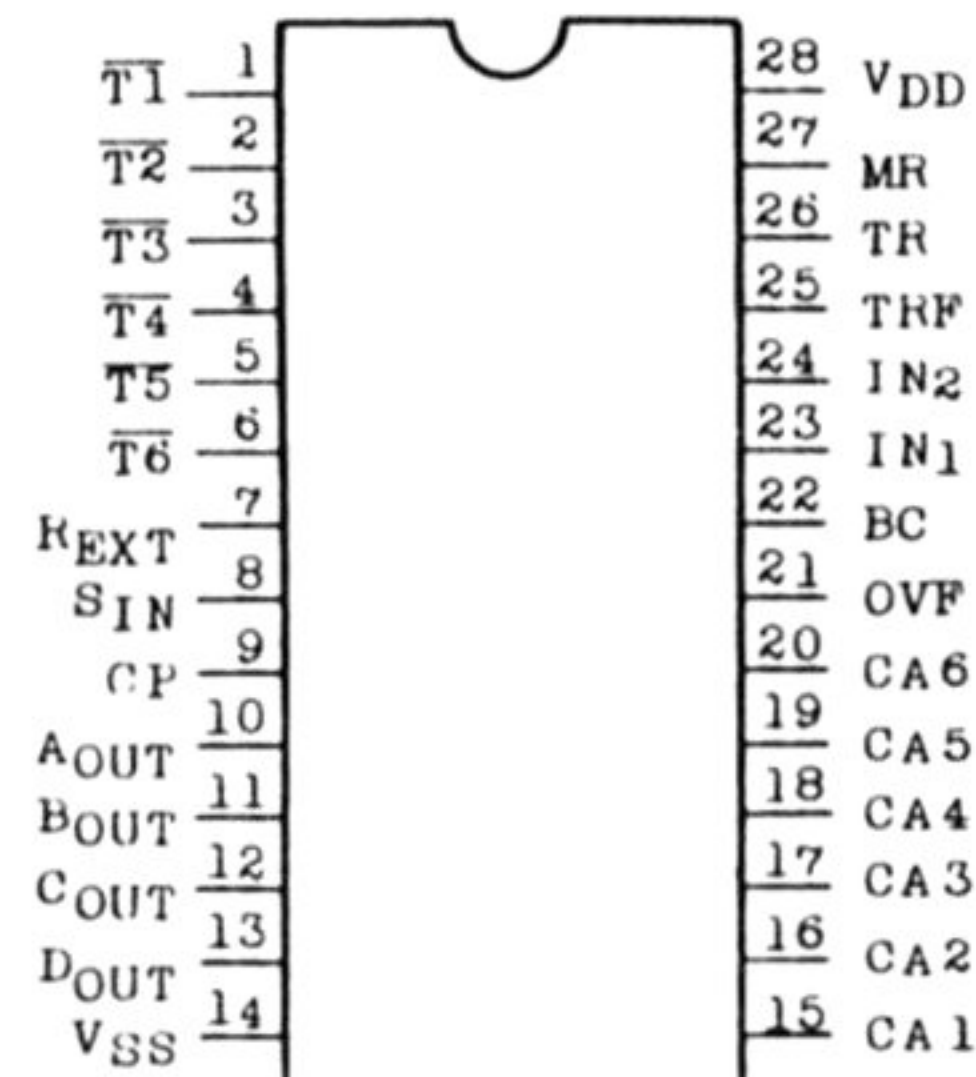 T1 1 28 VDD
T2 2 27 MR
T3 3 26 TR
T4 4 25 TRF
T5 5 24 IN2
T6 6 23 IN1
REXT 7 22 BC
SIN 8 21 OVF
CP 9 20 CA6
AOUT 10 19 CA5
BOUT 11 18 CA4
COUT 12 17 CA3
DOUT 13 16 CA2
VSS 14 15 CA1